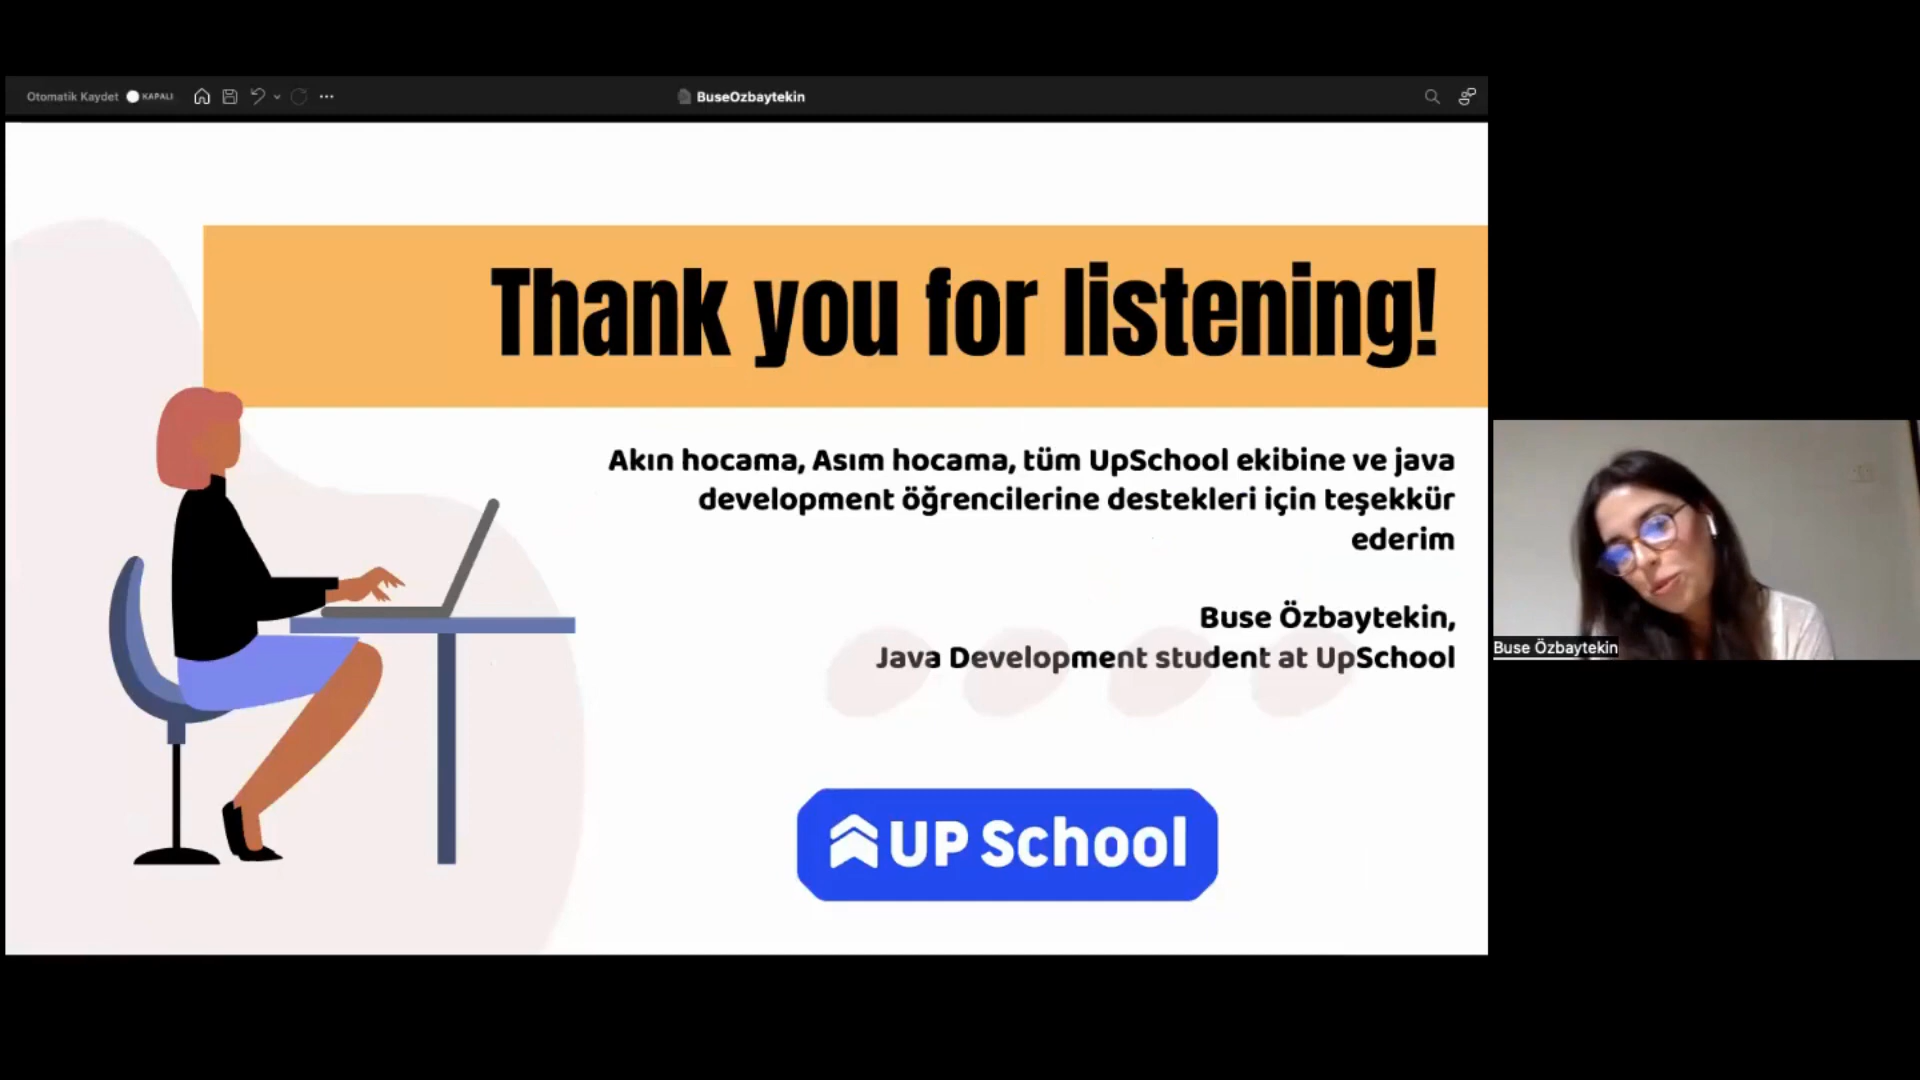 Otomatik Kaydet KAPALI
BuseOzbaytekin
Thank you for listening!
Akın hocama, Asım hocama, tüm UpSchool ekibine ve java
development öğrencilerine destekleri için teşekkür
ederim
Buse Özbaytekin,
Java Development student at UpSchool
UP School
Buse Özbaytekin